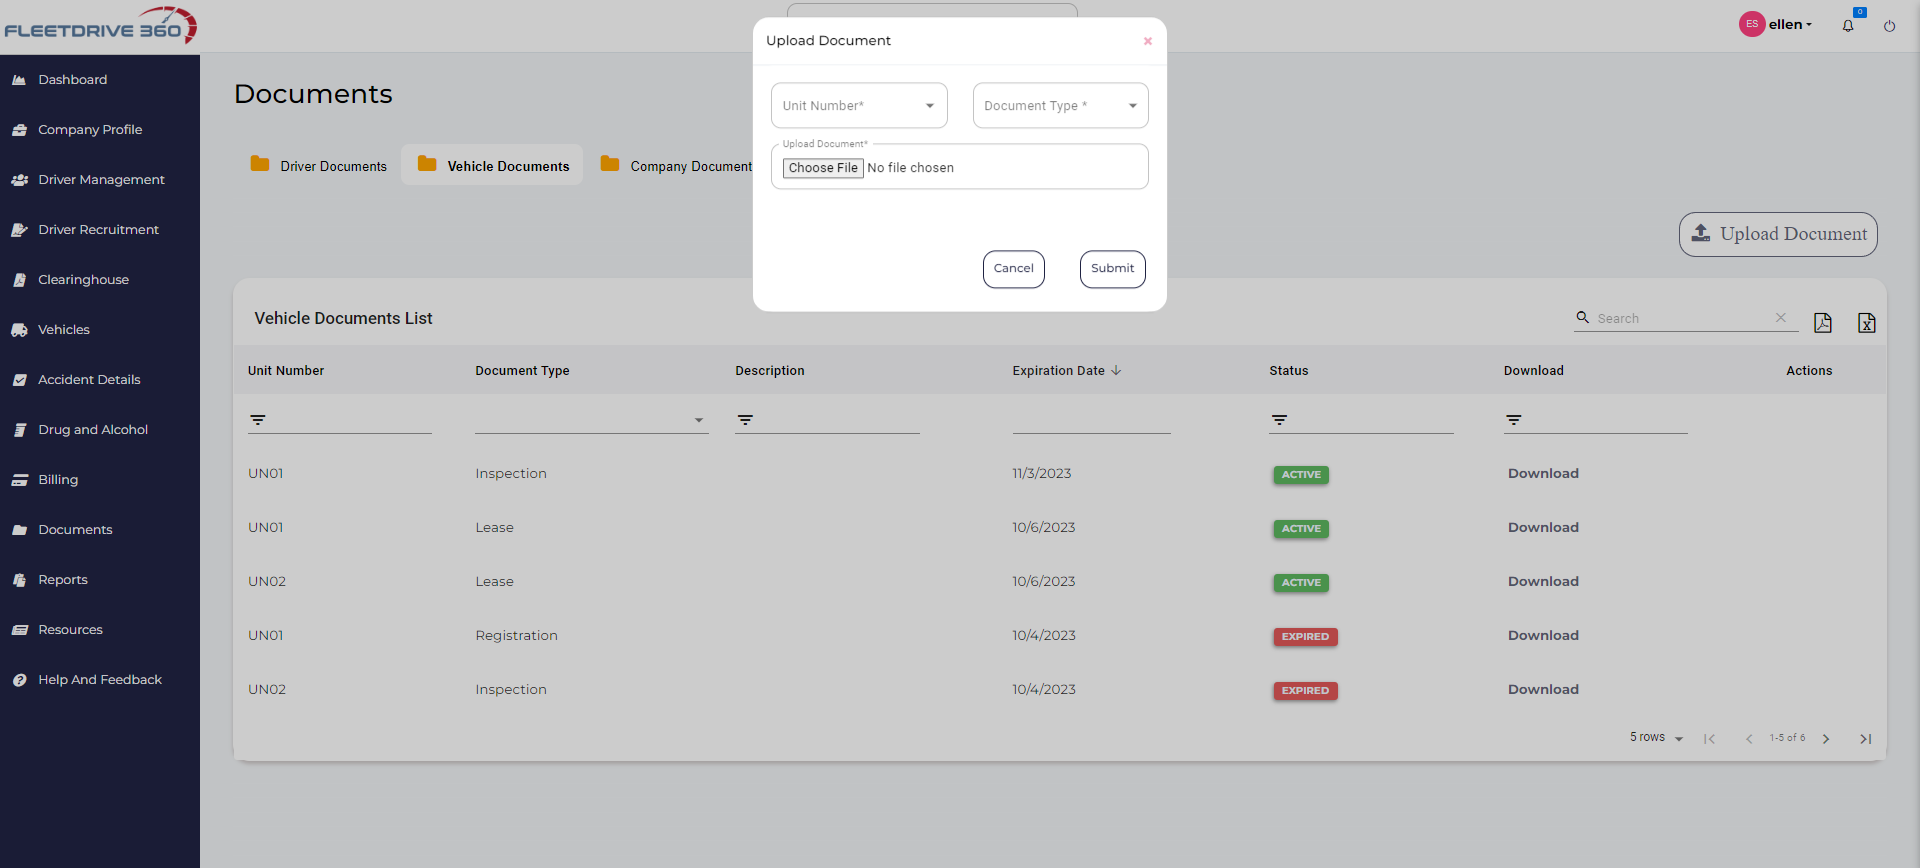 FLEETDRIVE 360
ES ellen
0
Dashboard
Company Profile
Driver Management
Driver Recruitment
Clearinghouse
Vehicles
Accident Details
Drug and Alcohol
Billing
Documents
Reports
Resources
Help And Feedback
Documents
Driver Documents
Vehicle Documents
Company Document
Upload Document
Upload Document
Unit Number*
Document Type *
Upload Document*
Choose File No file chosen
Cancel
Submit
Vehicle Documents List
Search
Unit Number Document Type Description Expiration Date Status Download Actions
UN01 Inspection 11/3/2023 ACTIVE Download
UN01 Lease 10/6/2023 ACTIVE Download
UN02 Lease 10/6/2023 ACTIVE Download
UN01 Registration 10/4/2023 EXPIRED Download
UN02 Inspection 10/4/2023 EXPIRED Download
5 rows 1-5 of 6